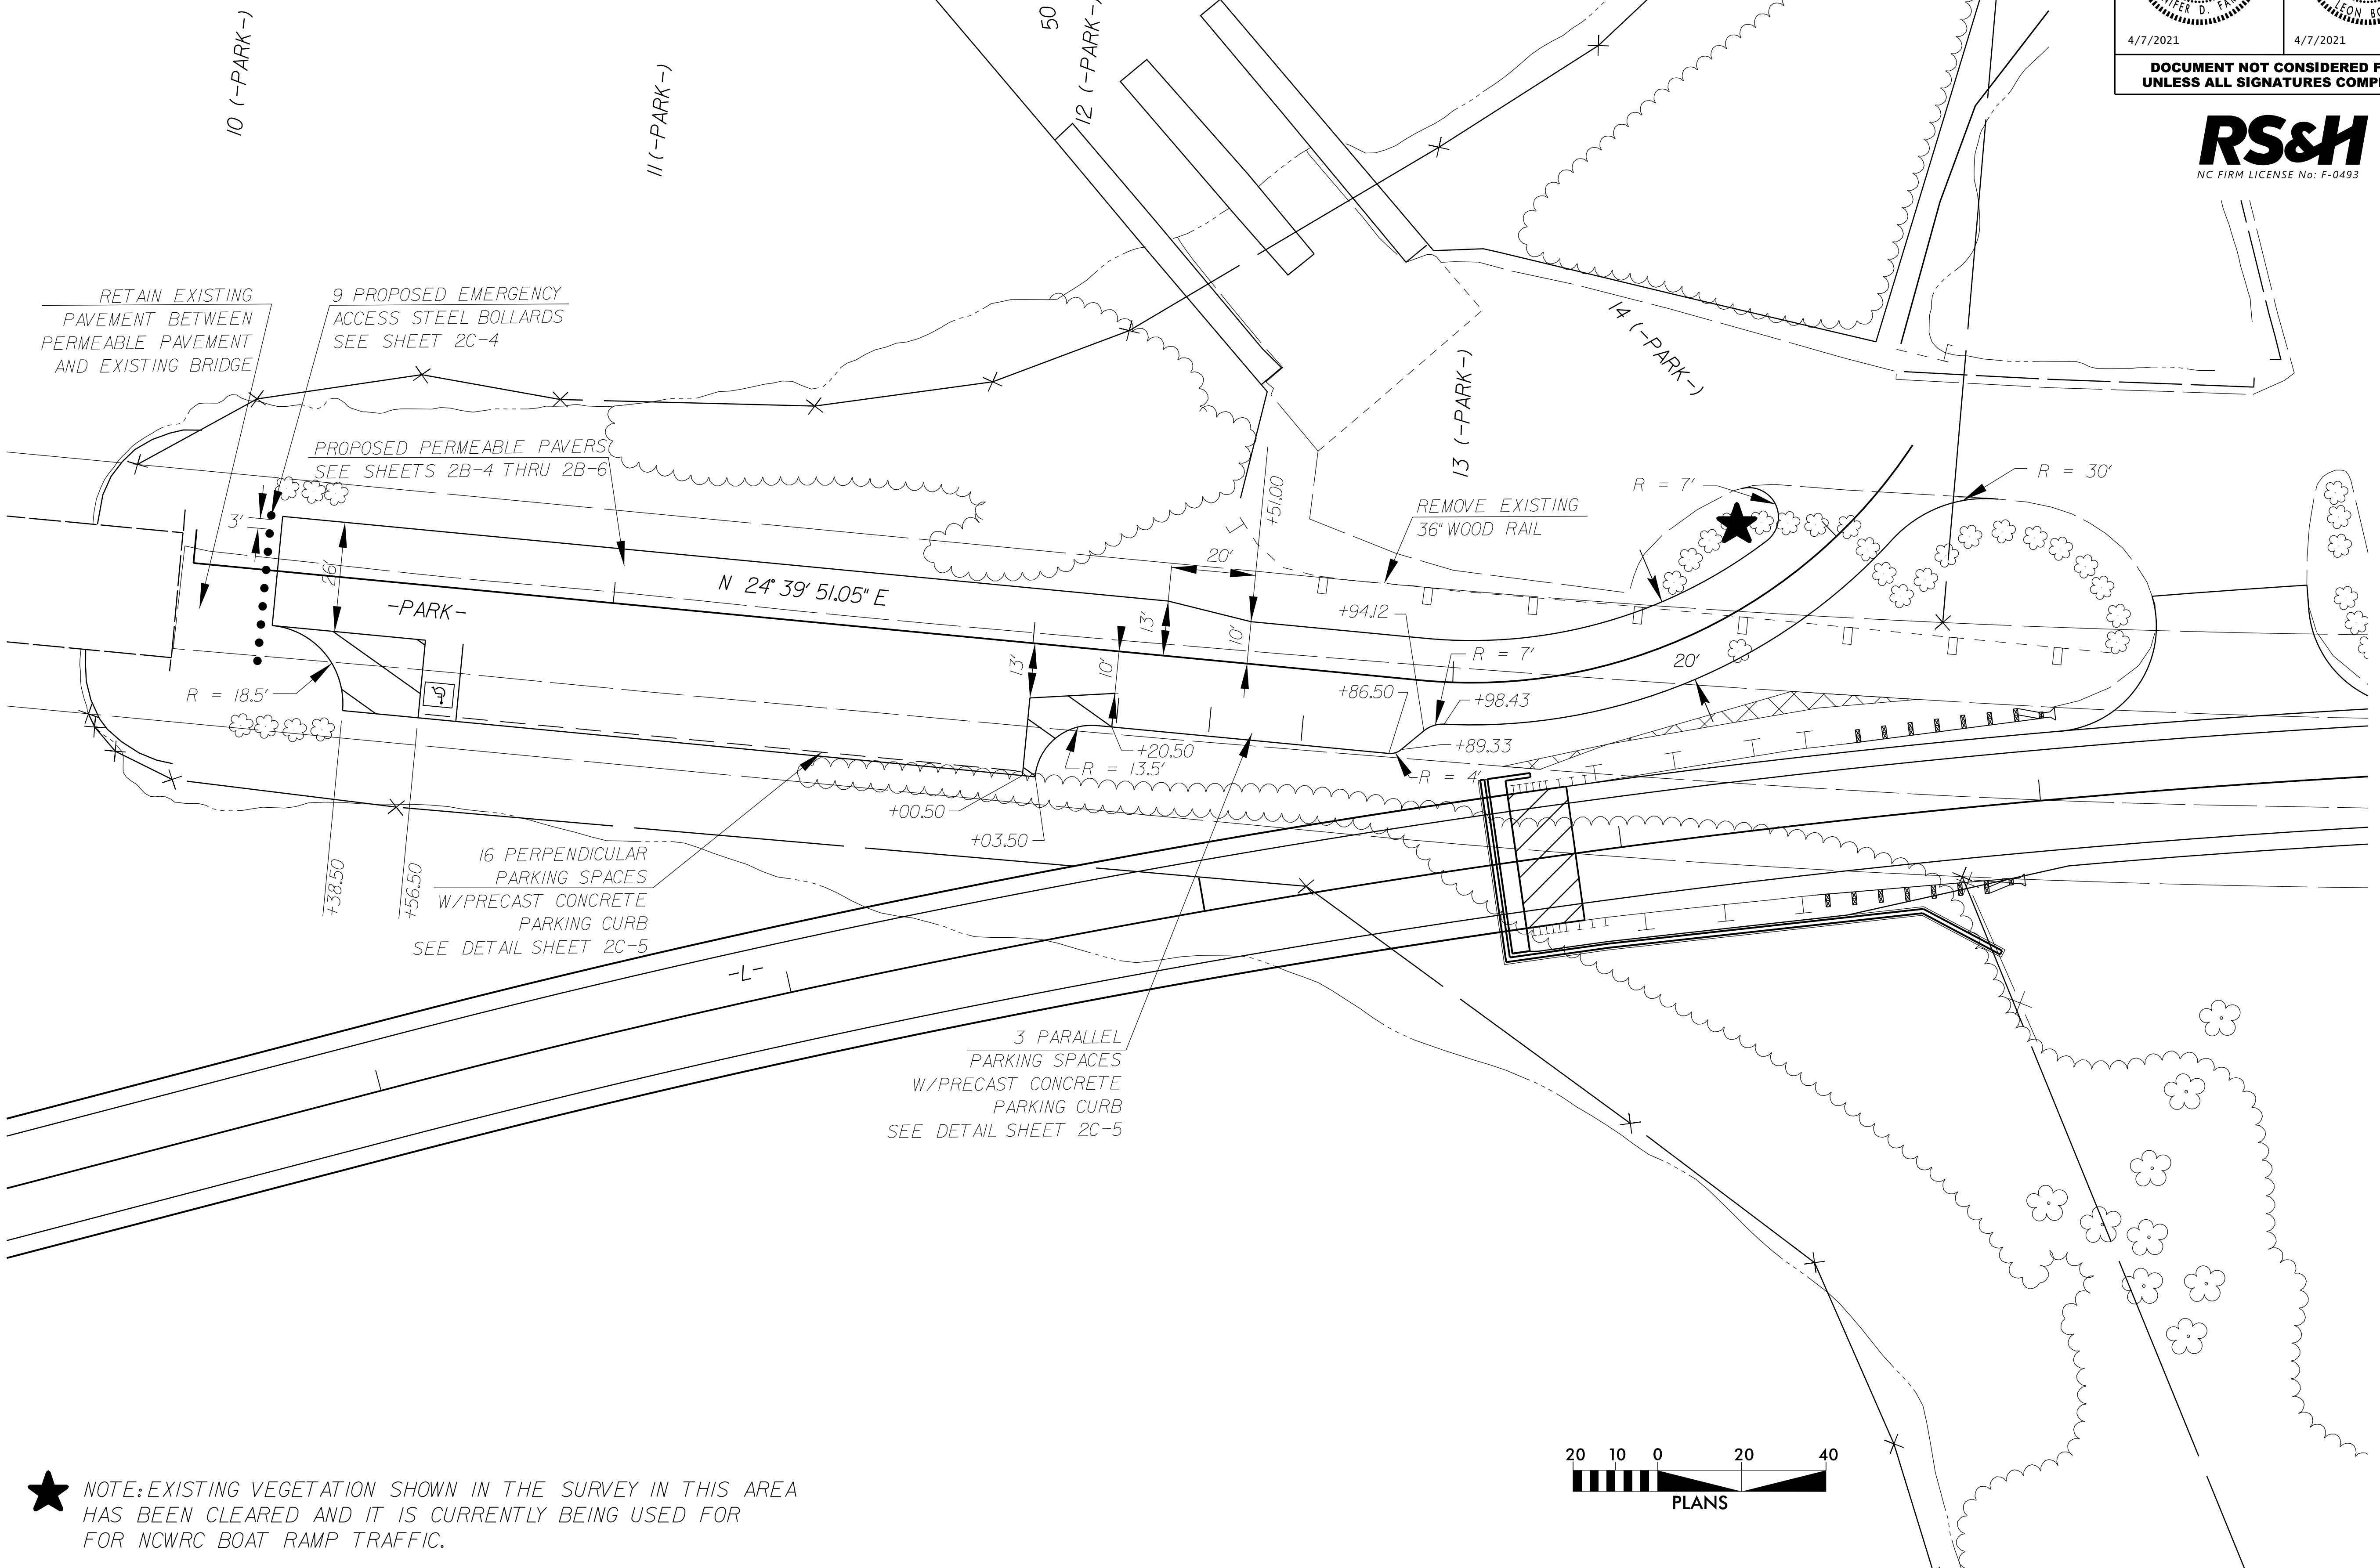 10 (-PARK-)
11 (-PARK-)
50
12 (-PARK-)
4/7/2021
4/7/2021
DOCUMENT NOT CONSIDERED F
UNLESS ALL SIGNATURES COMP
RS&H
NC FIRM LICENSE No: F-0493
RETAIN EXISTING
PAVEMENT BETWEEN
PERMEABLE PAVEMENT
AND EXISTING BRIDGE
9 PROPOSED EMERGENCY
ACCESS STEEL BOLLARDS
SEE SHEET 2C-4
PROPOSED PERMEABLE PAVERS
SEE SHEETS 2B-4 THRU 2B-6
13 (-PARK-)
14 (-PARK-)
REMOVE EXISTING
36" WOOD RAIL
R = 7'
R = 30'
3'
26'
-PARK-
N 24° 39' 51.05" E
20'
+51.00
13'
10'
13'
10'
+94.12
R = 7'
+86.50
+98.43
20'
+89.33
R = 4'
R = 18.5'
+20.50
R = 13.5'
+00.50
+03.50
+38.50
+56.50
16 PERPENDICULAR
PARKING SPACES
W/PRECAST CONCRETE
PARKING CURB
SEE DETAIL SHEET 2C-5
-L-
3 PARALLEL
PARKING SPACES
W/PRECAST CONCRETE
PARKING CURB
SEE DETAIL SHEET 2C-5
20 10 0 20 40
PLANS
NOTE: EXISTING VEGETATION SHOWN IN THE SURVEY IN THIS AREA
HAS BEEN CLEARED AND IT IS CURRENTLY BEING USED FOR
FOR NCWRC BOAT RAMP TRAFFIC.